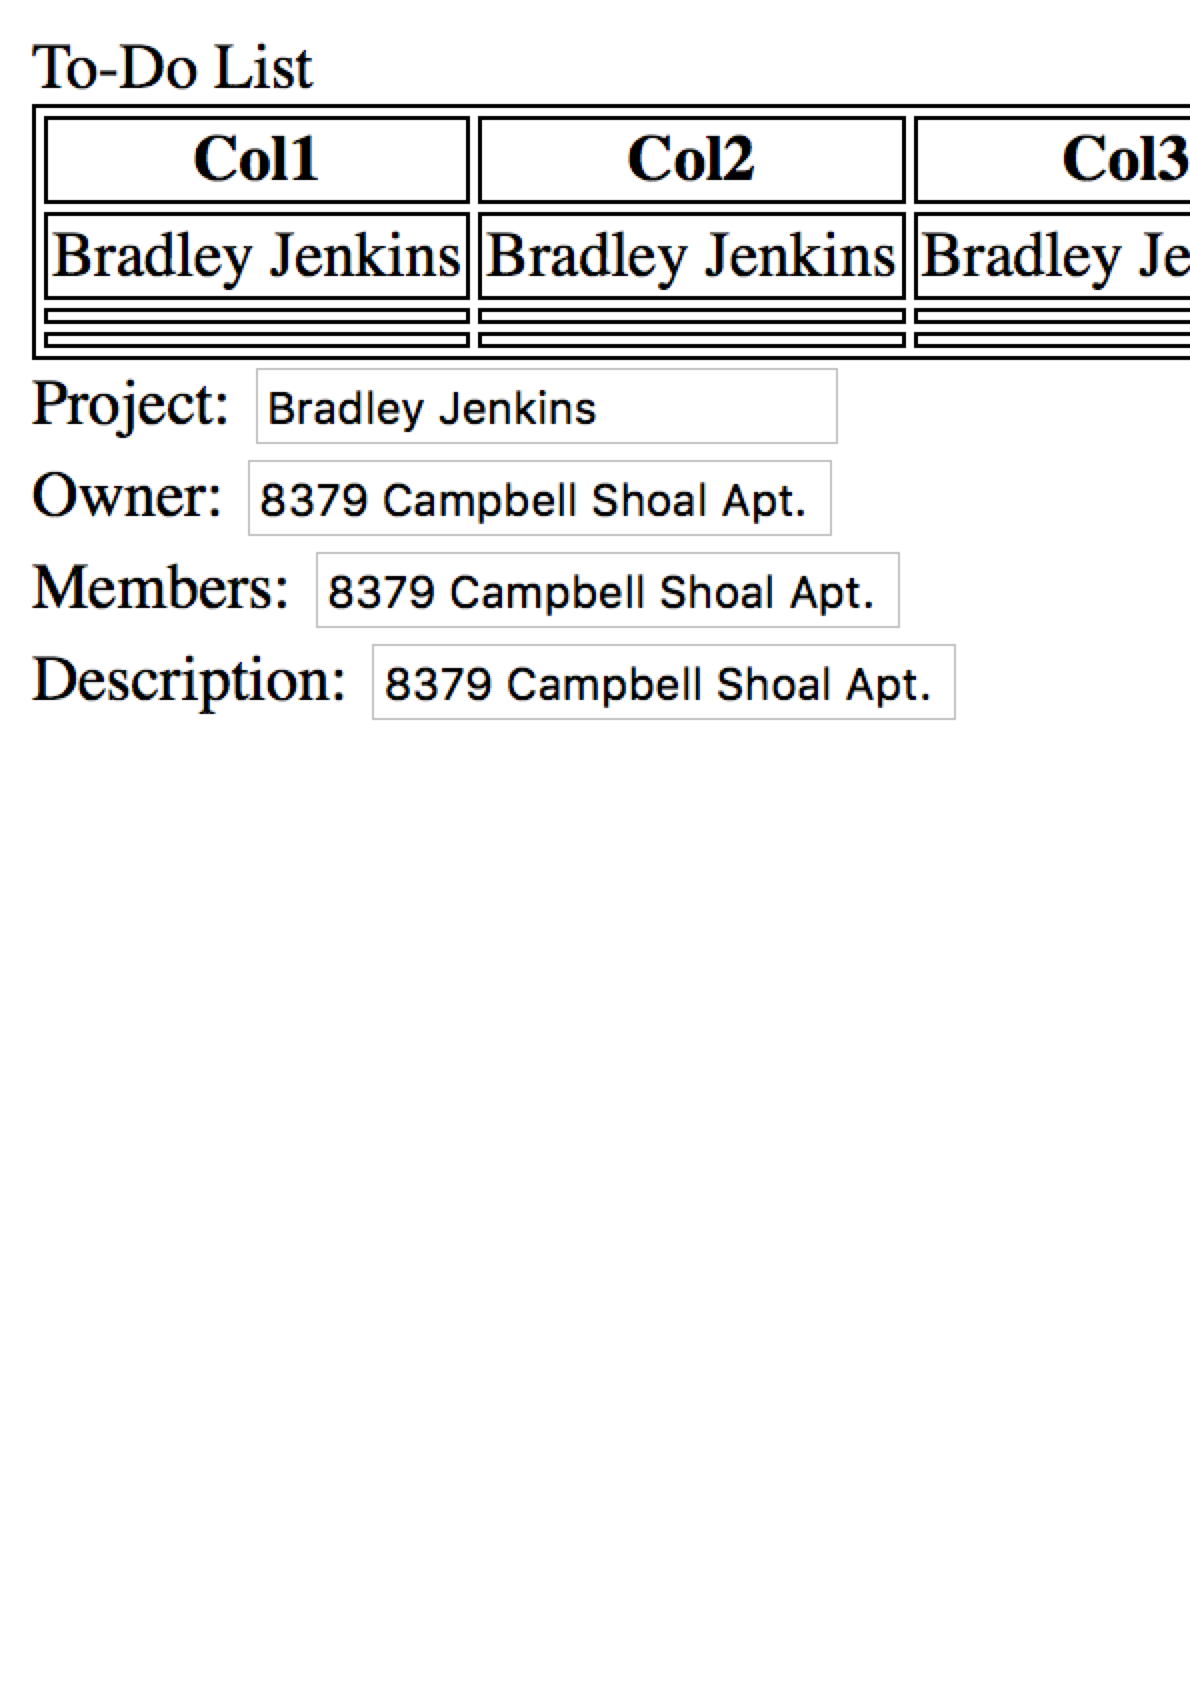 To-Do List
Col1 Col2 Col3
Bradley Jenkins Bradley Jenkins Bradley Je
Project: Bradley Jenkins
Owner: 8379 Campbell Shoal Apt.
Members: 8379 Campbell Shoal Apt.
Description: 8379 Campbell Shoal Apt.